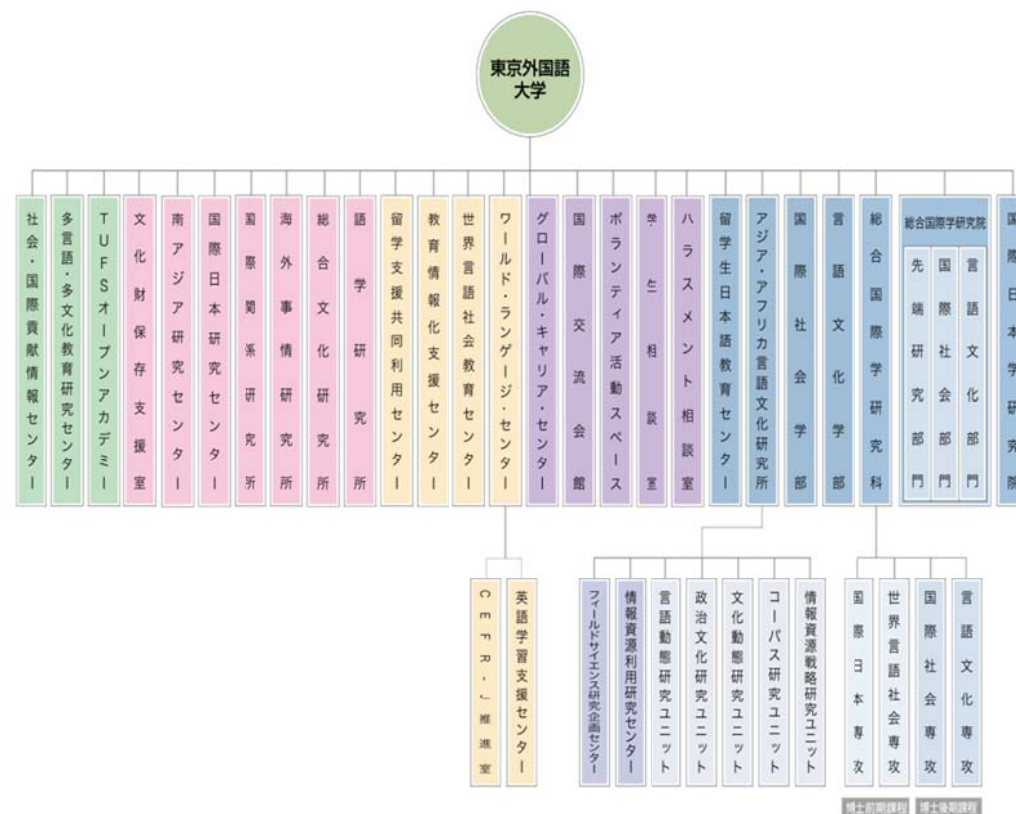 東京外国語
大学
社会・国際貢献情報センター
多言語・多文化教育研究センター
TUFSオープンアカデミー
文化財保存支援室
南アジア研究センター
国際日本研究センター
国際関係研究所
海外事情研究所
総合文化研究所
語学研究所
留学支援共同利用センター
教育情報化支援センター
世界言語社会教育センター
ワールド・ランゲージ・センター
グローバル・キャリア・センター
国際交流会館
ボランティア活動スペース
学生相談室
ハラスメント相談室
留学生日本語教育センター
アジア・アフリカ言語文化研究所
国際社会学部
言語文化学部
総合国際学研究科
総合国際学研究院
先端研究部門
国際社会部門
言語文化部門
国際日本学研究院
CEFR-J推進室
英語学習支援センター
フィールドサイエンス研究企画センター
情報資源利用研究センター
言語動態研究ユニット
政治文化研究ユニット
文化動態研究ユニット
コーパス研究ユニット
情報資源戦略研究ユニット
国際日本専攻
世界言語社会専攻
国際社会専攻
言語文化専攻
博士前期課程
博士後期課程